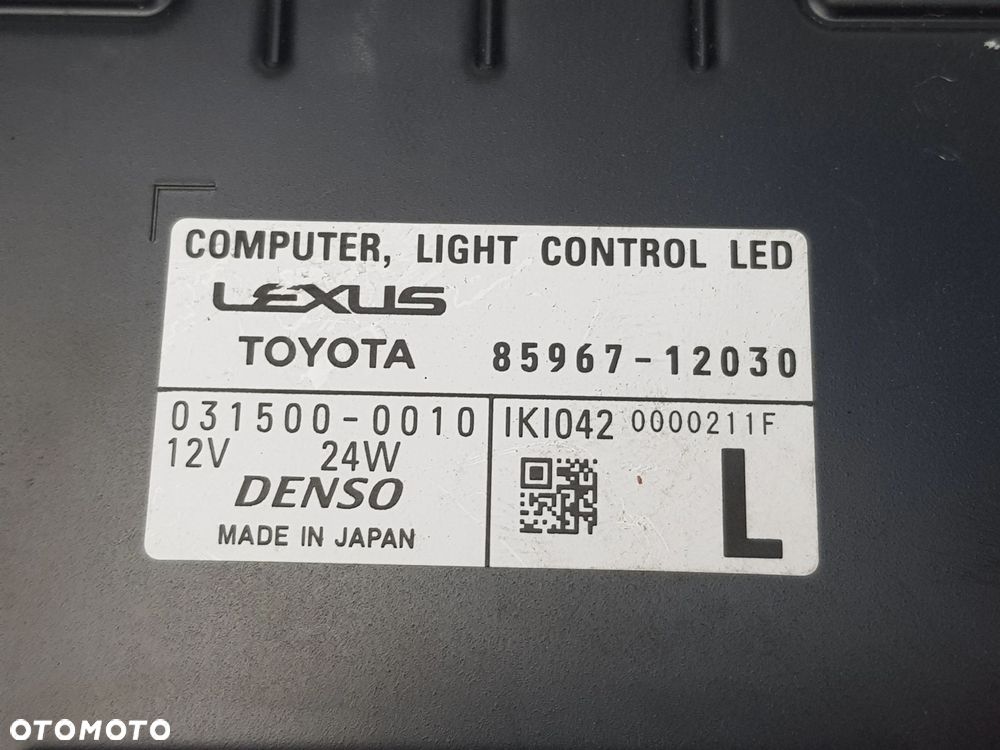 COMPUTER, LIGHT CONTROL LED
LEXUS
TOYOTA 85967-12030
031500-0010
12V 24W
DENSO
MADE IN JAPAN
IKI042 0000211F
L
OTOMOTO